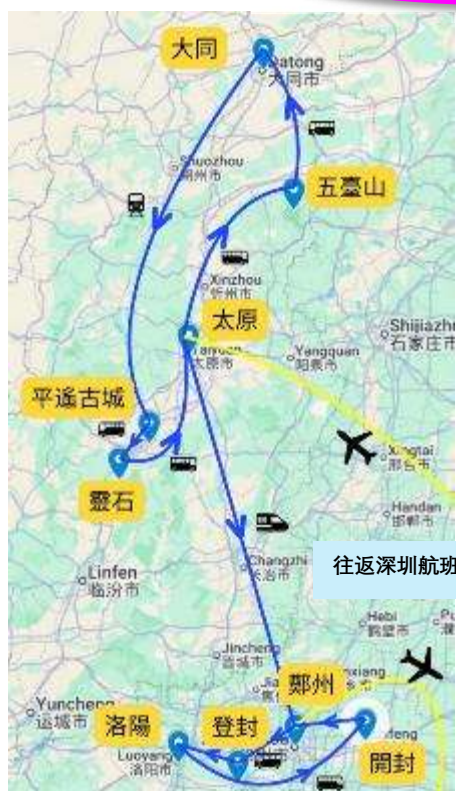 大同
Datong
大同市
Shuozhou
朔州市
五臺山
Xinzhou
忻州市
太原
Taiyuan
太原市
Yangquan
阳泉市
Shijiazhu
石家庄市
平遙古城
靈石
Xingtai
邢台市
Handan
邯郸市
Changzhi
长治市
往返深圳航班
Linfen
临汾市
Hebi
鹤壁市
Jincheng
晋城市
鄭州
Yuncheng
运城市
洛陽
登封
開封
Luoyang
洛阳市